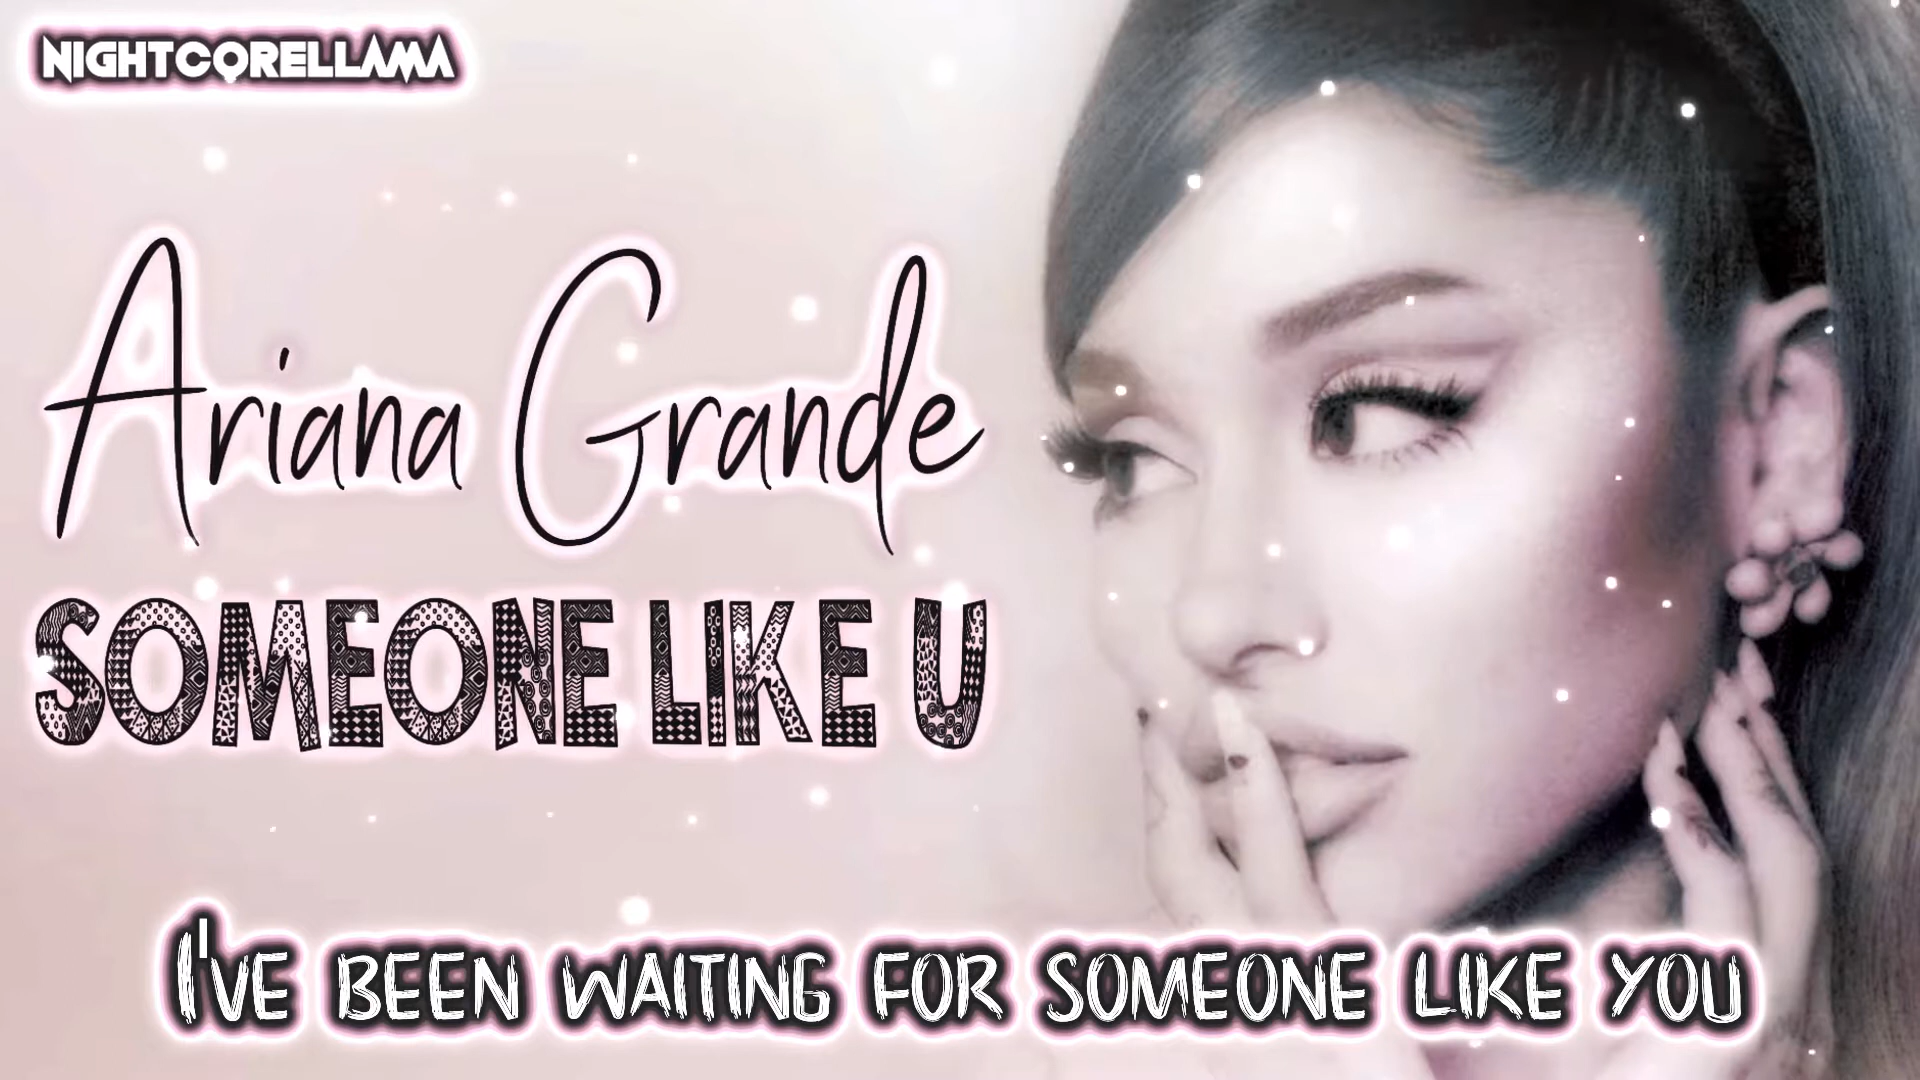 NIGHTCORELLAMA
Ariana Grande
SOMEONE LIKE U
I'VE BEEN WAITING FOR SOMEONE LIKE YOU